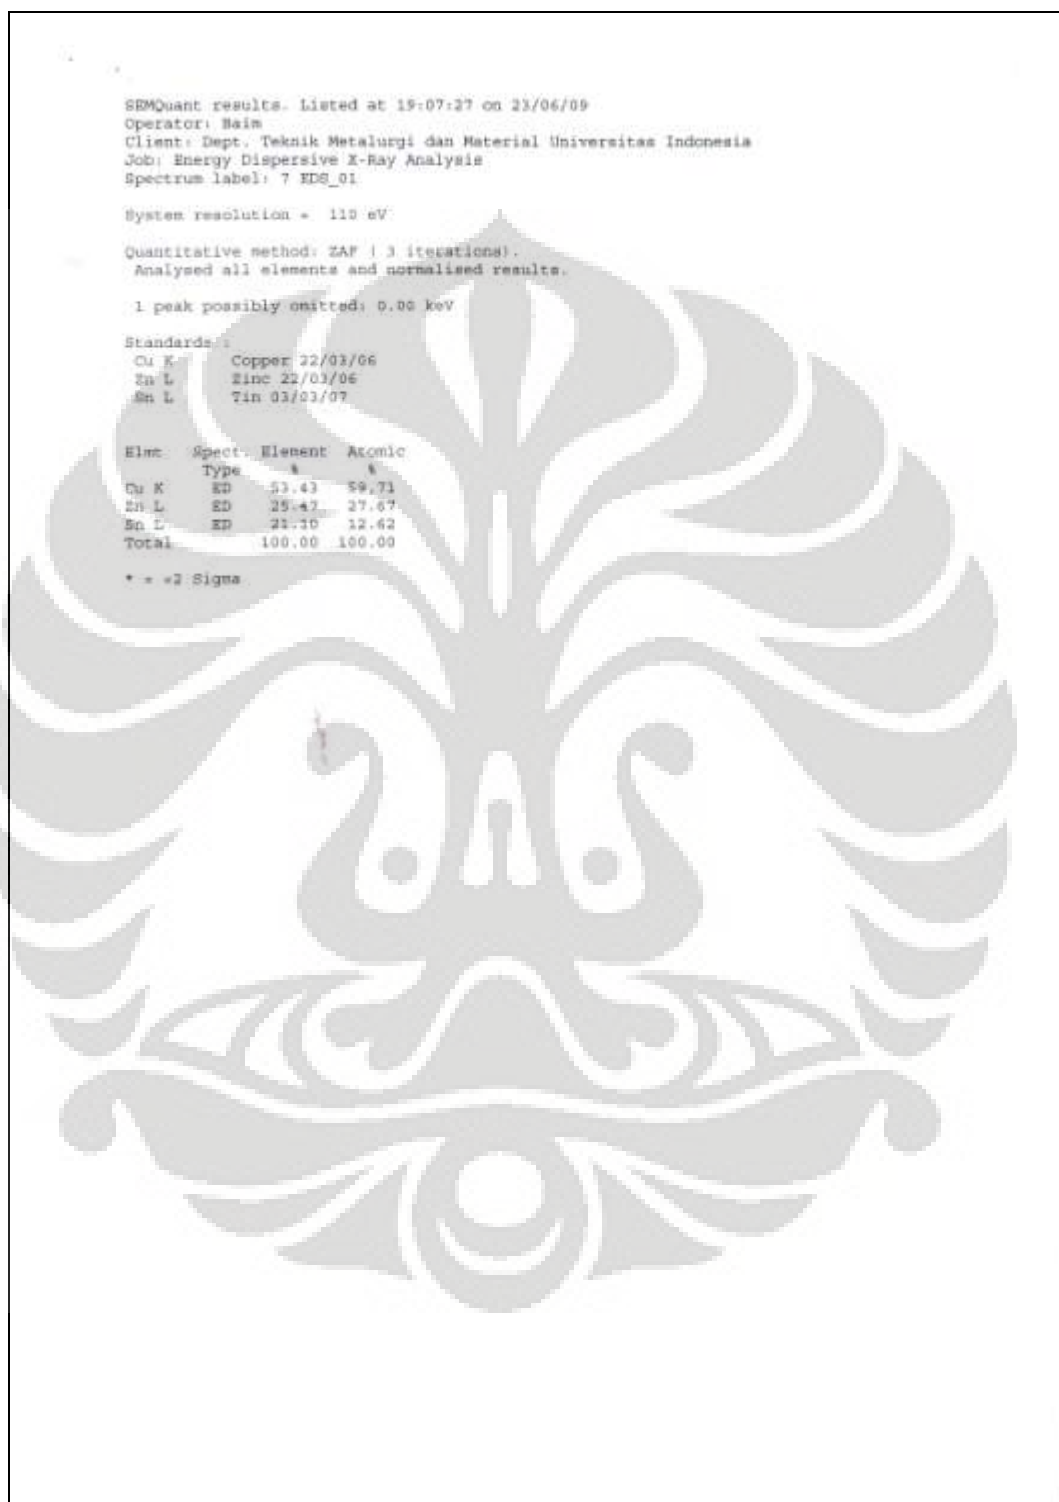 SEMQuant results. Listed at 19:07:27 on 23/06/09
Operator: Baim
Client: Dept. Teknik Metalurgi dan Material Universitas Indonesia
Job: Energy Dispersive X-Ray Analysis
Spectrum label: 7 EDS_01
System resolution = 110 eV
Quantitative method: ZAF ( 3 iterations).
Analysed all elements and normalised results.
1 peak possibly omitted: 0.00 keV
Standards :
Cu K Copper 22/03/06
Zn L Zinc 22/03/06
Sn L Tin 03/03/07
Elmt Spect. Element Atomic
Type % %
Cu K ED 53.43 59.71
Zn L ED 25.47 27.67
Sn L ED 21.10 12.62
Total 100.00 100.00
* = <2 Sigma